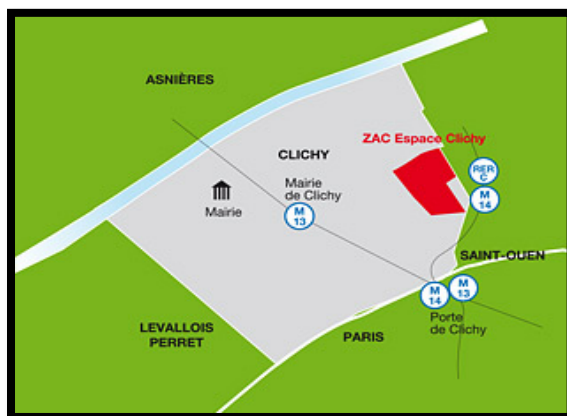 ASNIÈRES
ZAC Espace Clichy
CLICHY
RER
C
Mairie
de Clichy
M
14
Mairie
M
13
SAINT-OUEN
M
14
M
13
LEVALLOIS
PERRET
PARIS
Porte
de Clichy